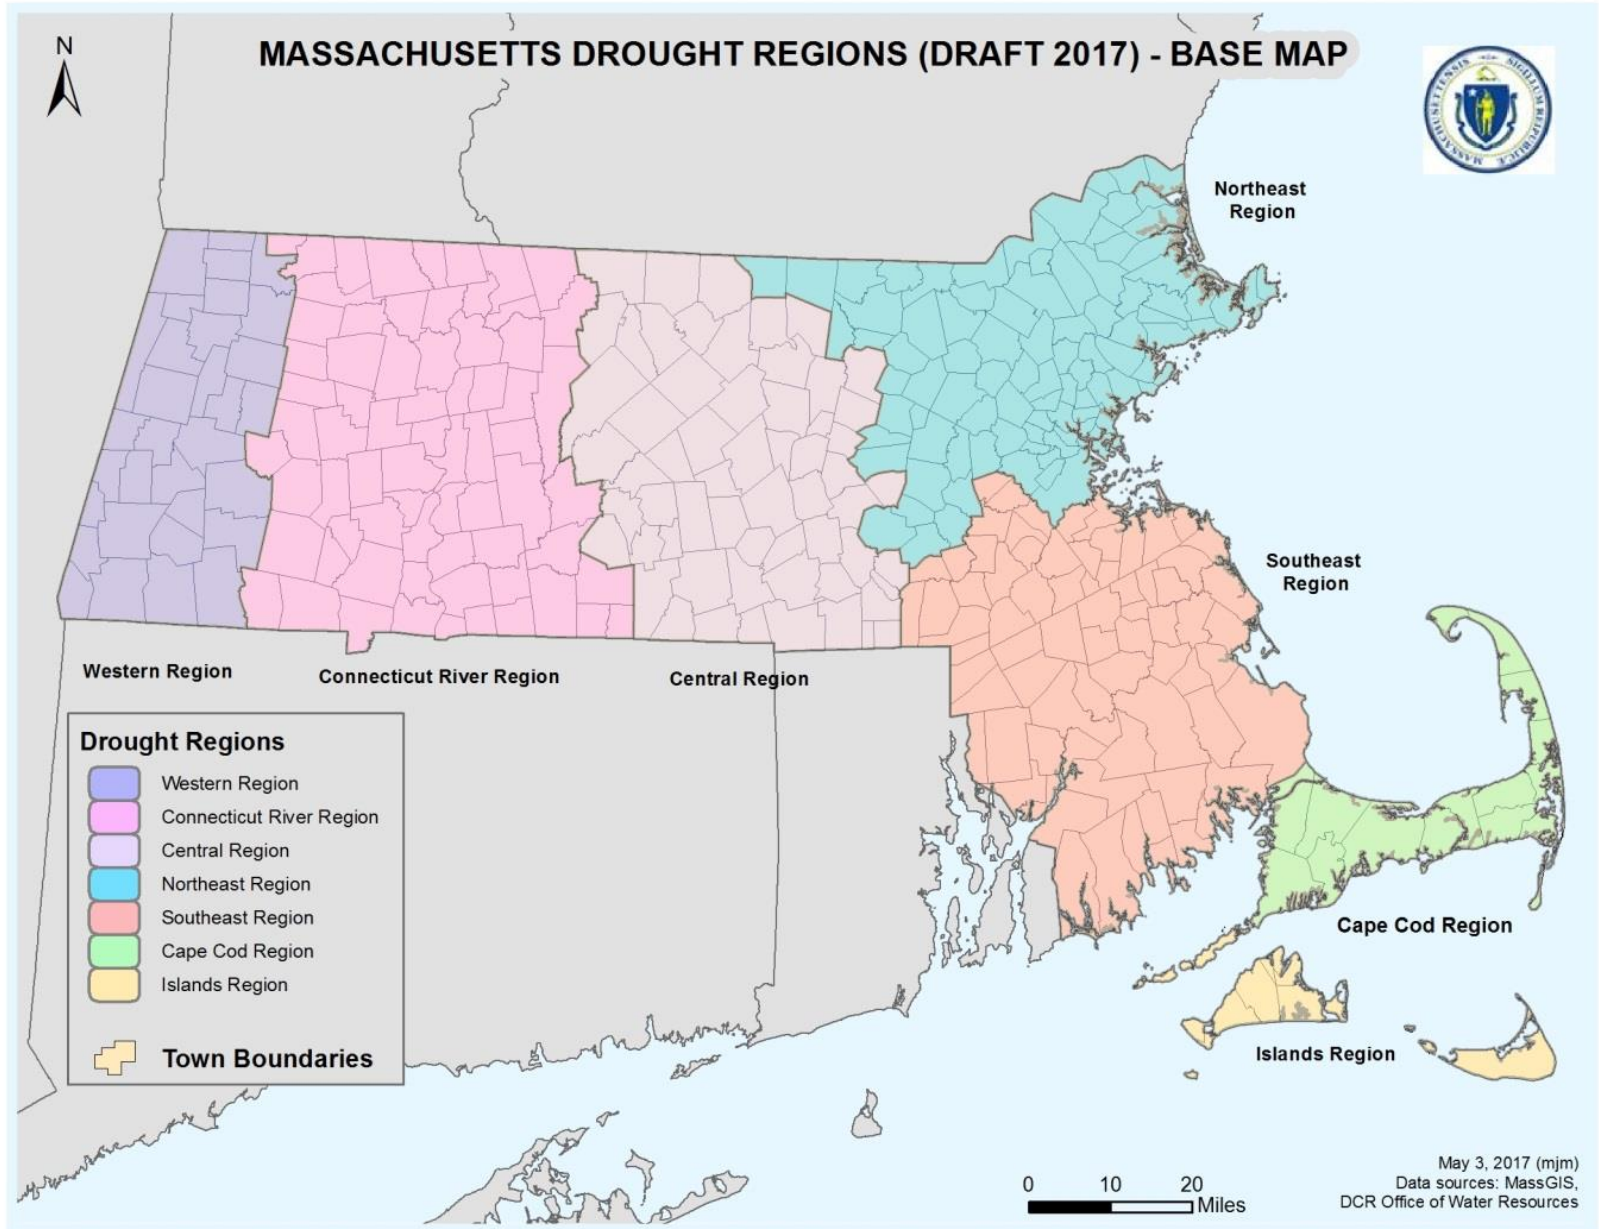 N
MASSACHUSETTS DROUGHT REGIONS (DRAFT 2017) - BASE MAP
Northeast
Region
Southeast
Region
Western Region
Connecticut River Region
Central Region
Drought Regions
Western Region
Connecticut River Region
Central Region
Northeast Region
Southeast Region
Cape Cod Region
Islands Region
Town Boundaries
Cape Cod Region
Islands Region
May 3, 2017 (mjm)
Data sources: MassGIS,
DCR Office of Water Resources
0 10 20
Miles